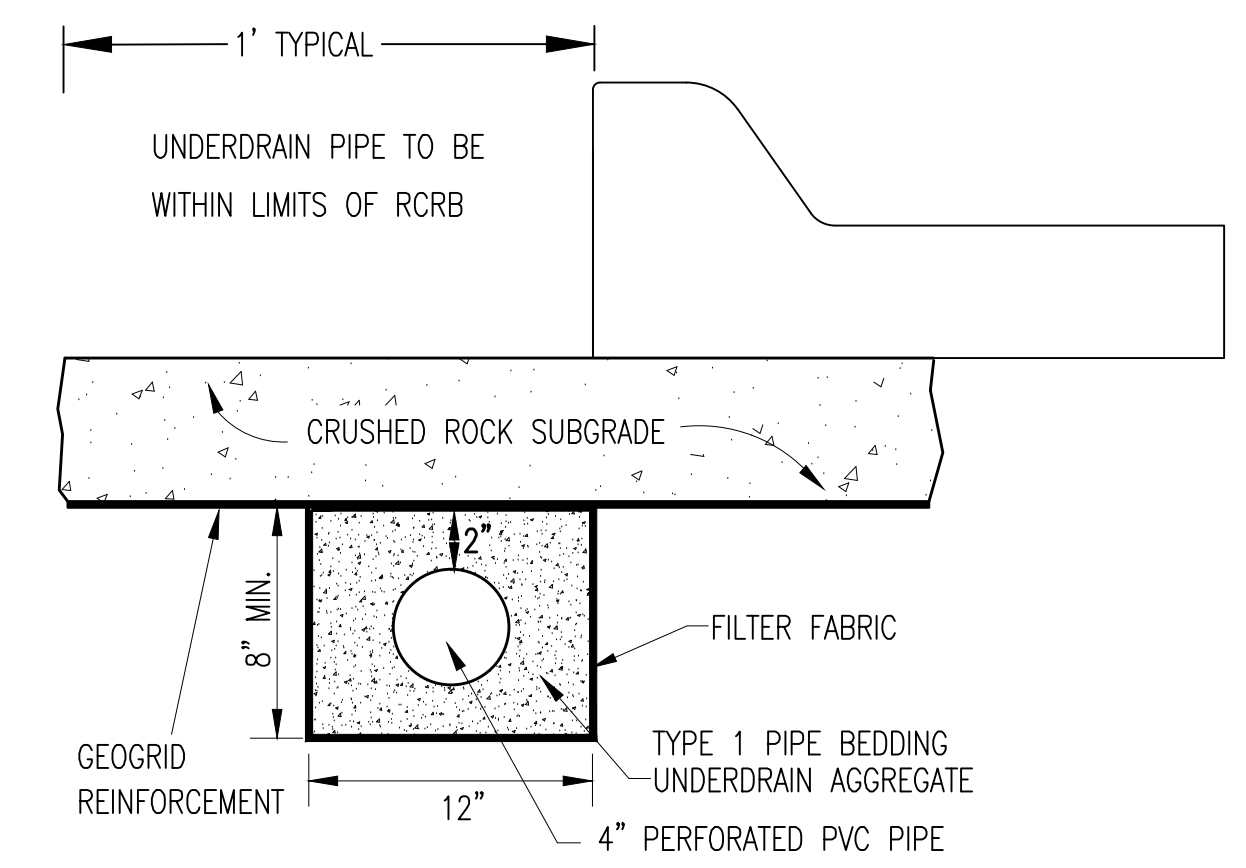 1' TYPICAL
UNDERDRAIN PIPE TO BE
WITHIN LIMITS OF RCRB
CRUSHED ROCK SUBGRADE
2"
8" MIN.
FILTER FABRIC
GEOGRID
REINFORCEMENT
TYPE 1 PIPE BEDDING
UNDERDRAIN AGGREGATE
12"
4" PERFORATED PVC PIPE